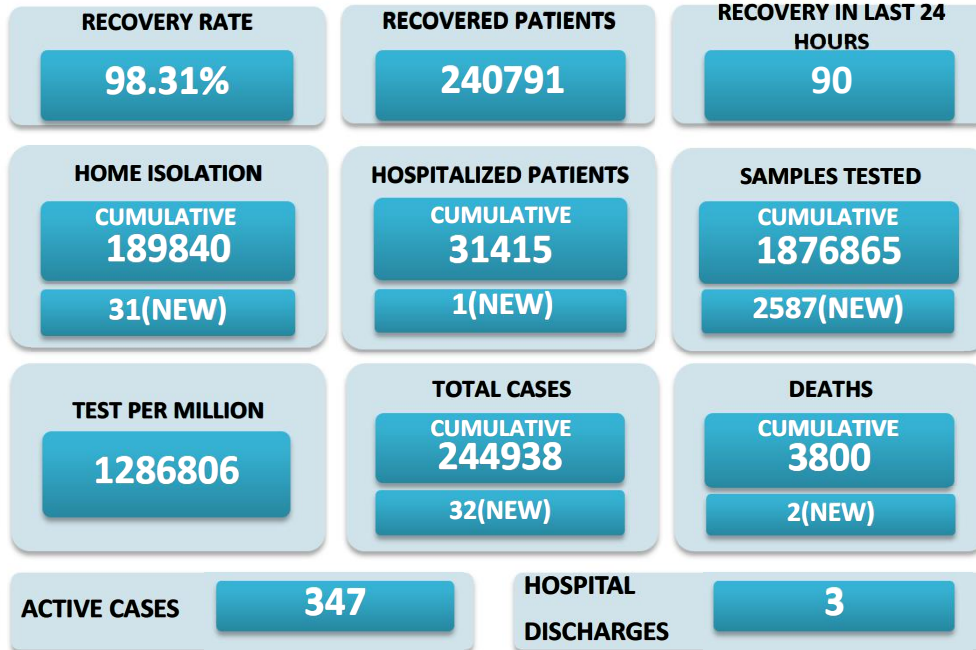 RECOVERY RATE
98.31%
RECOVERED PATIENTS
240791
RECOVERY IN LAST 24
HOURS
90
HOME ISOLATION
CUMULATIVE
189840
31(NEW)
HOSPITALIZED PATIENTS
CUMULATIVE
31415
1(NEW)
SAMPLES TESTED
CUMULATIVE
1876865
2587(NEW)
TEST PER MILLION
1286806
TOTAL CASES
CUMULATIVE
244938
32(NEW)
DEATHS
CUMULATIVE
3800
2(NEW)
ACTIVE CASES
347
HOSPITAL
DISCHARGES
3